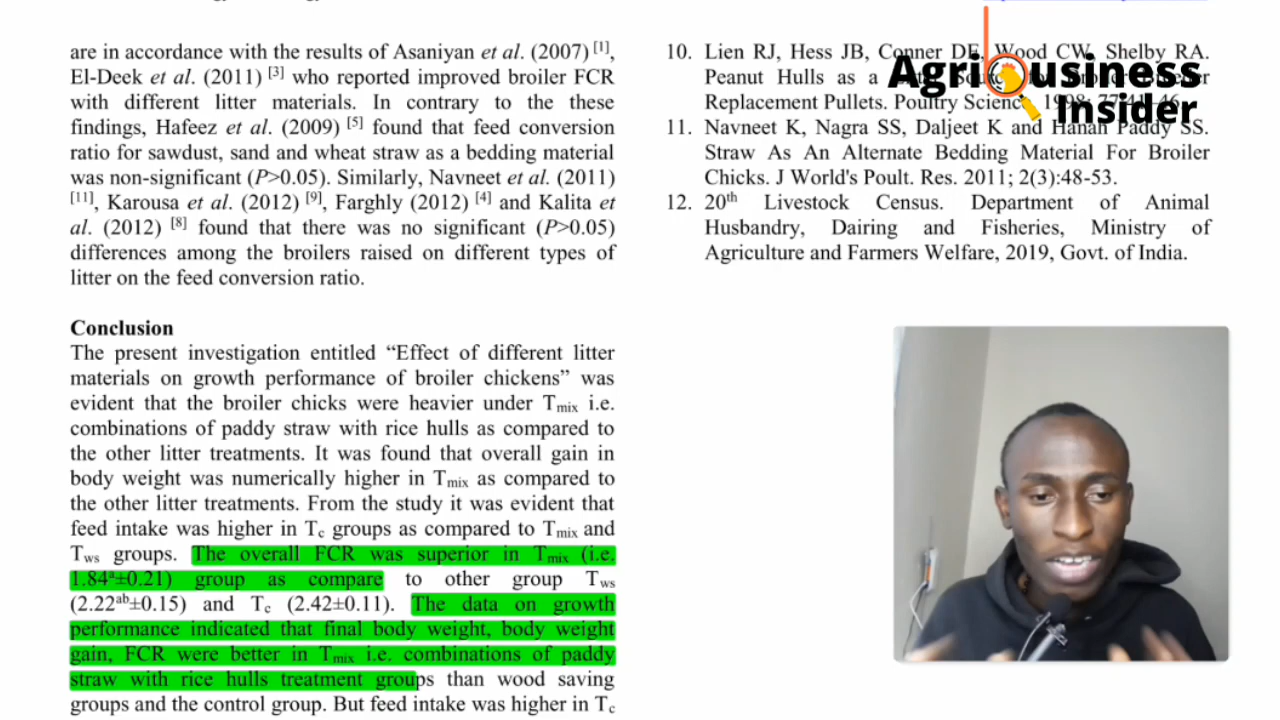 are in accordance with the results of Asaniyan et al. (2007) [1],
El-Deek et al. (2011) [3] who reported improved broiler FCR
with different litter materials. In contrary to the these
findings, Hafeez et al. (2009) [5] found that feed conversion
ratio for sawdust, sand and wheat straw as a bedding material
was non-significant (P>0.05). Similarly, Navneet et al. (2011)
[11], Karousa et al. (2012) [9], Farghly (2012) [4] and Kalita et
al. (2012) [8] found that there was no significant (P>0.05)
differences among the broilers raised on different types of
litter on the feed conversion ratio.
Conclusion
The present investigation entitled “Effect of different litter
materials on growth performance of broiler chickens” was
evident that the broiler chicks were heavier under Tmix i.e.
combinations of paddy straw with rice hulls as compared to
the other litter treatments. It was found that overall gain in
body weight was numerically higher in Tmix as compared to
the other litter treatments. From the study it was evident that
feed intake was higher in Tc groups as compared to Tmix and
Tws groups. The overall FCR was superior in Tmix (i.e.
1.84a±0.21) group as compare to other group Tws
(2.22ab±0.15) and Tc (2.42±0.11). The data on growth
performance indicated that final body weight, body weight
gain, FCR were better in Tmix i.e. combinations of paddy
straw with rice hulls treatment groups than wood saving
groups and the control group. But feed intake was higher in Tc
10. Lien RJ, Hess JB, Conner DE, Wood CW, Shelby RA.
Peanut Hulls as a
Replacement Pullets. Poultry Science 1998; 77:41-46.
11. Navneet K, Nagra SS, Daljeet K and Hanah Paddy SS.
Straw As An Alternate Bedding Material For Broiler
Chicks. J World's Poult. Res. 2011; 2(3):48-53.
12. 20th Livestock Census. Department of Animal
Husbandry, Dairing and Fisheries, Ministry of
Agriculture and Farmers Welfare, 2019, Govt. of India.
Agribusiness
Insider